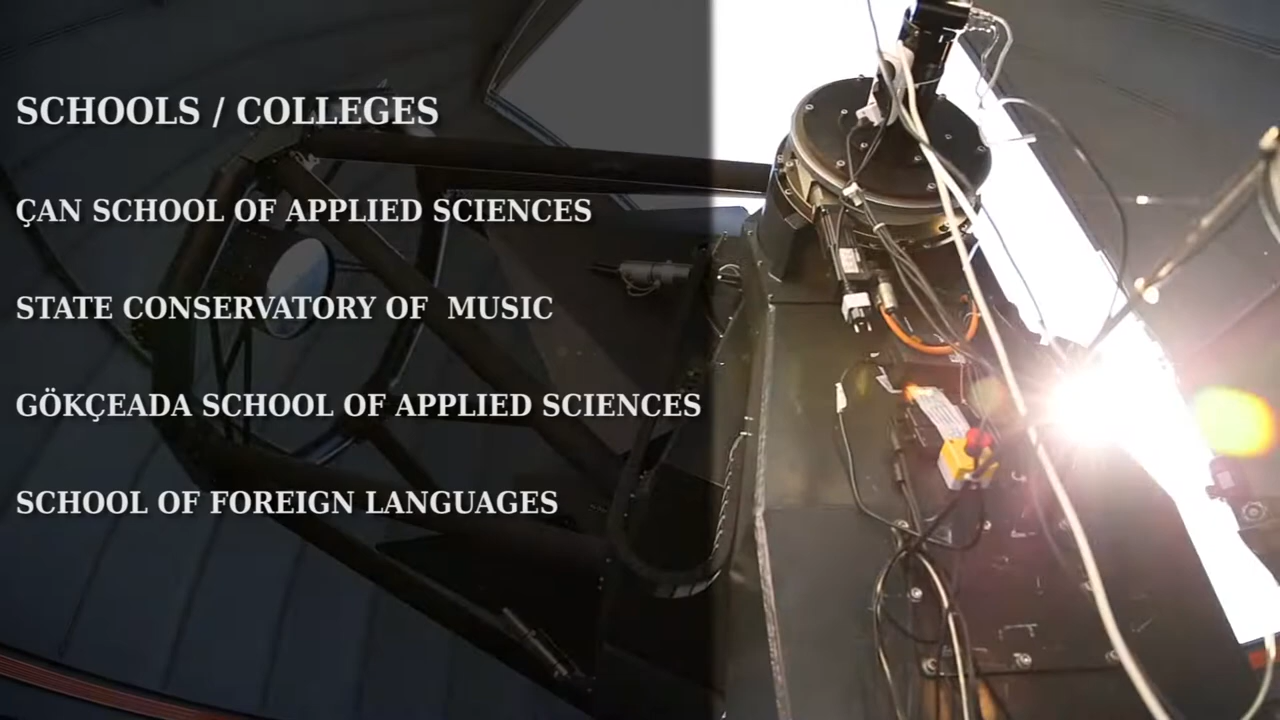 SCHOOLS / COLLEGES
ÇAN SCHOOL OF APPLIED SCIENCES
STATE CONSERVATORY OF  MUSIC
GÖKÇEADA SCHOOL OF APPLIED SCIENCES
SCHOOL OF FOREIGN LANGUAGES